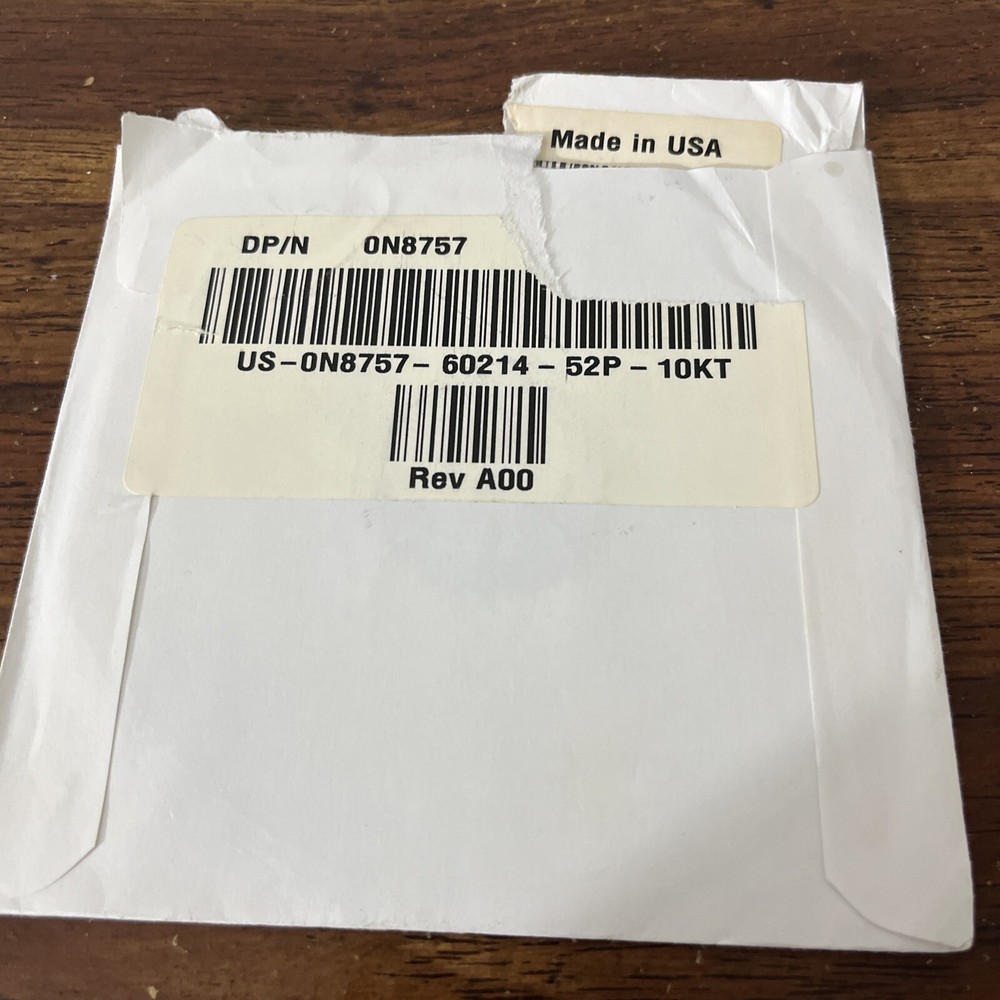 Made in USA
DP/N 0N8757
US-0N8757- 60214 - 52P - 10KT
Rev A00